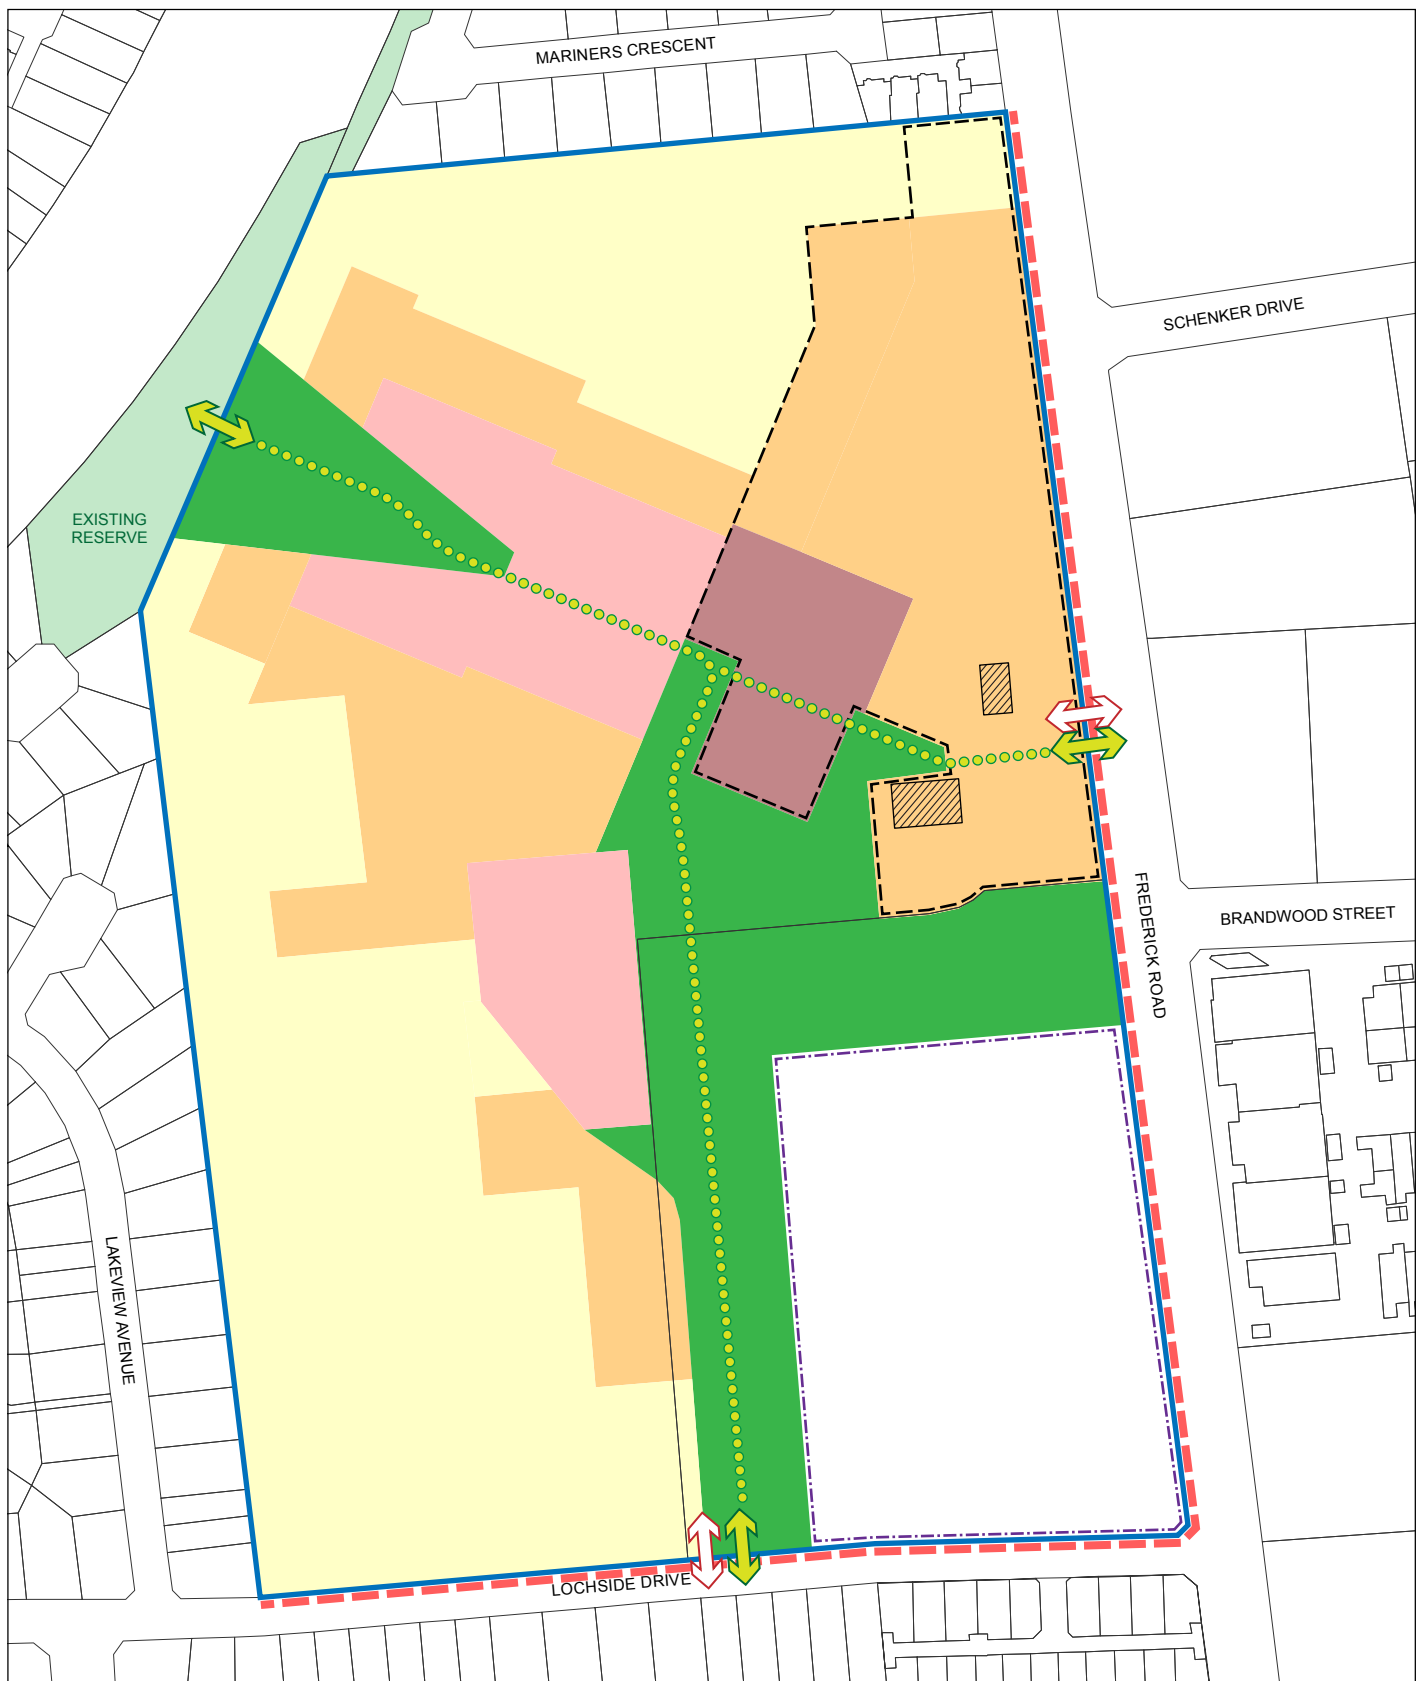 MARINERS CRESCENT
SCHENKER DRIVE
EXISTING
RESERVE
FREDERICK ROAD
BRANDWOOD STREET
LAKEVIEW AVENUE
LOCHSIDE DRIVE